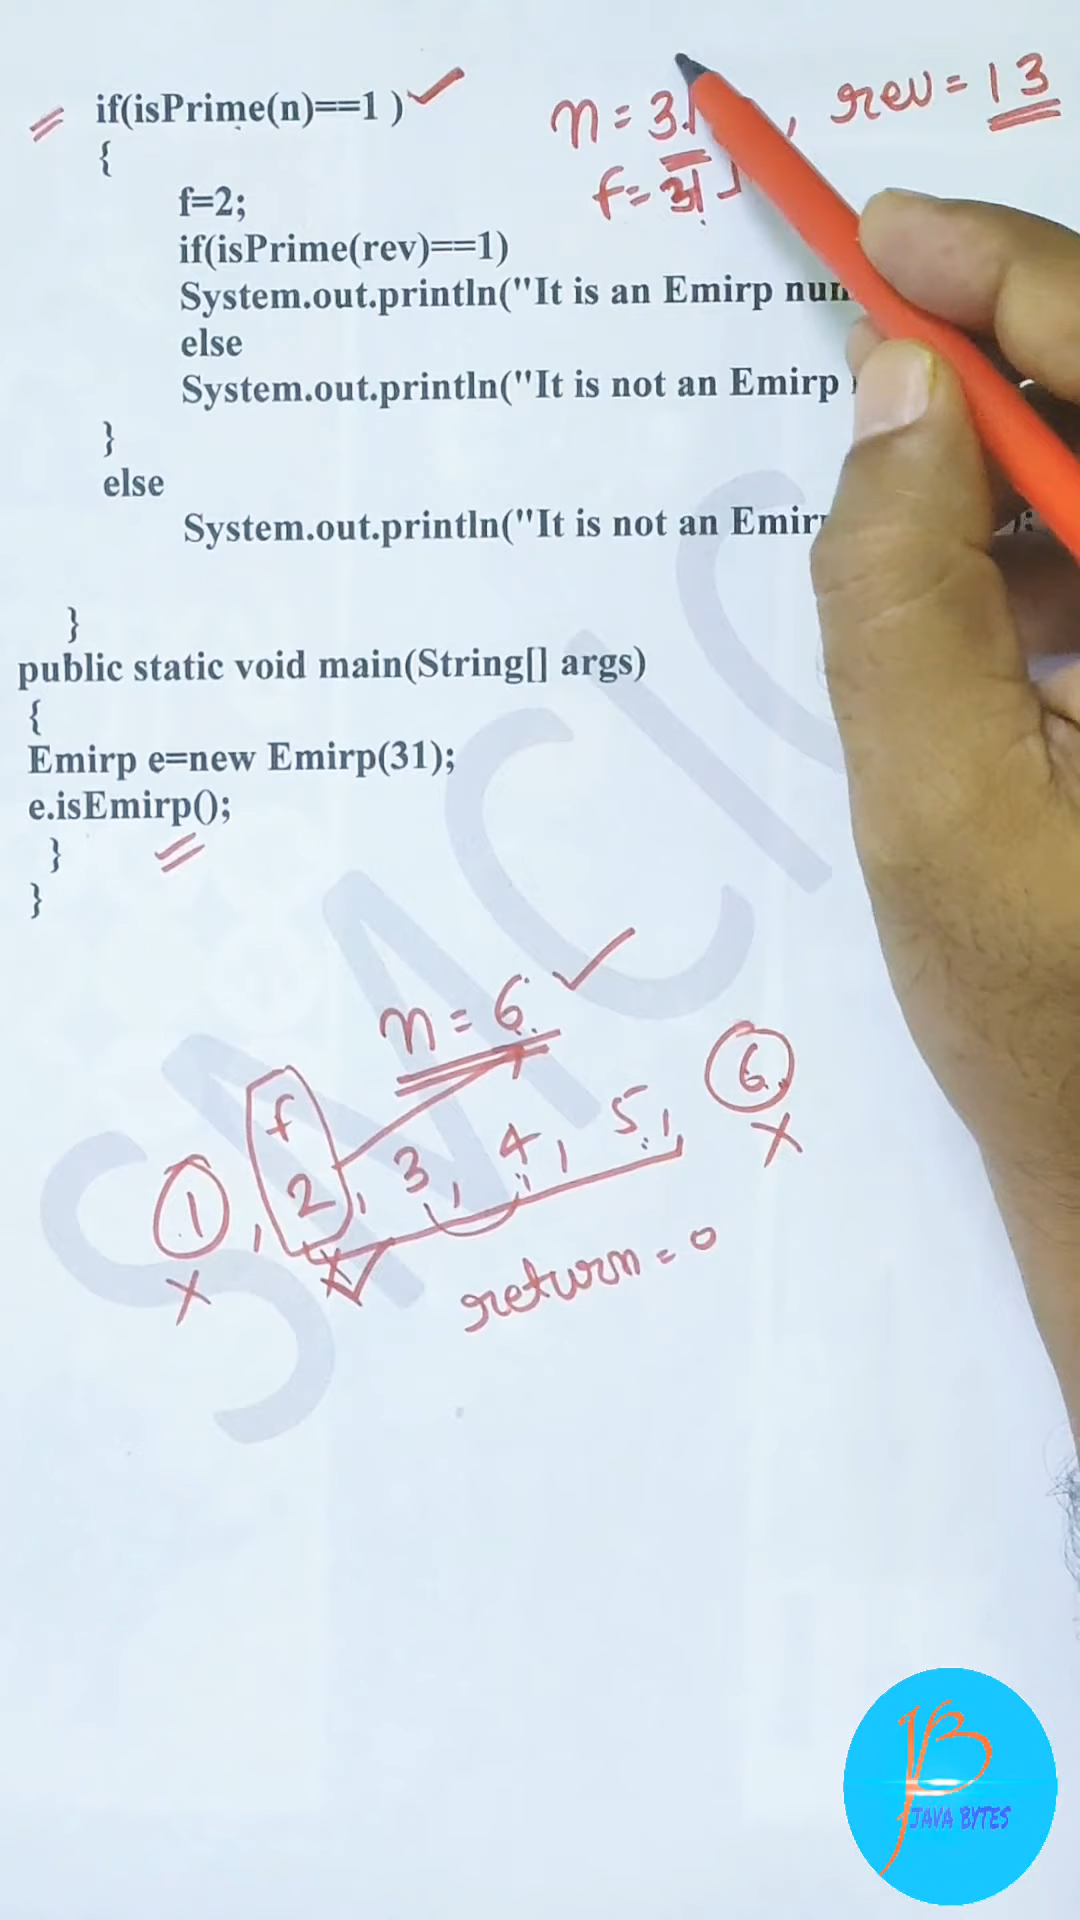 if(isPrime(n)==1 )
n = 31, rev = 13
{
f=
f=2;
if(isPrime(rev)==1)
System.out.println("It is an Emirp
else
System.out.println("It is not an Emirp
}
else
System.out.println("It is not an
}
public static void main(String[] args)
{
Emirp e=new Emirp(31);
e.isEmirp();
}
}
n = 6
f
1, 2, 3, 4, 5, 6
return = 0
SMACIC
JB
JAVA BYTES